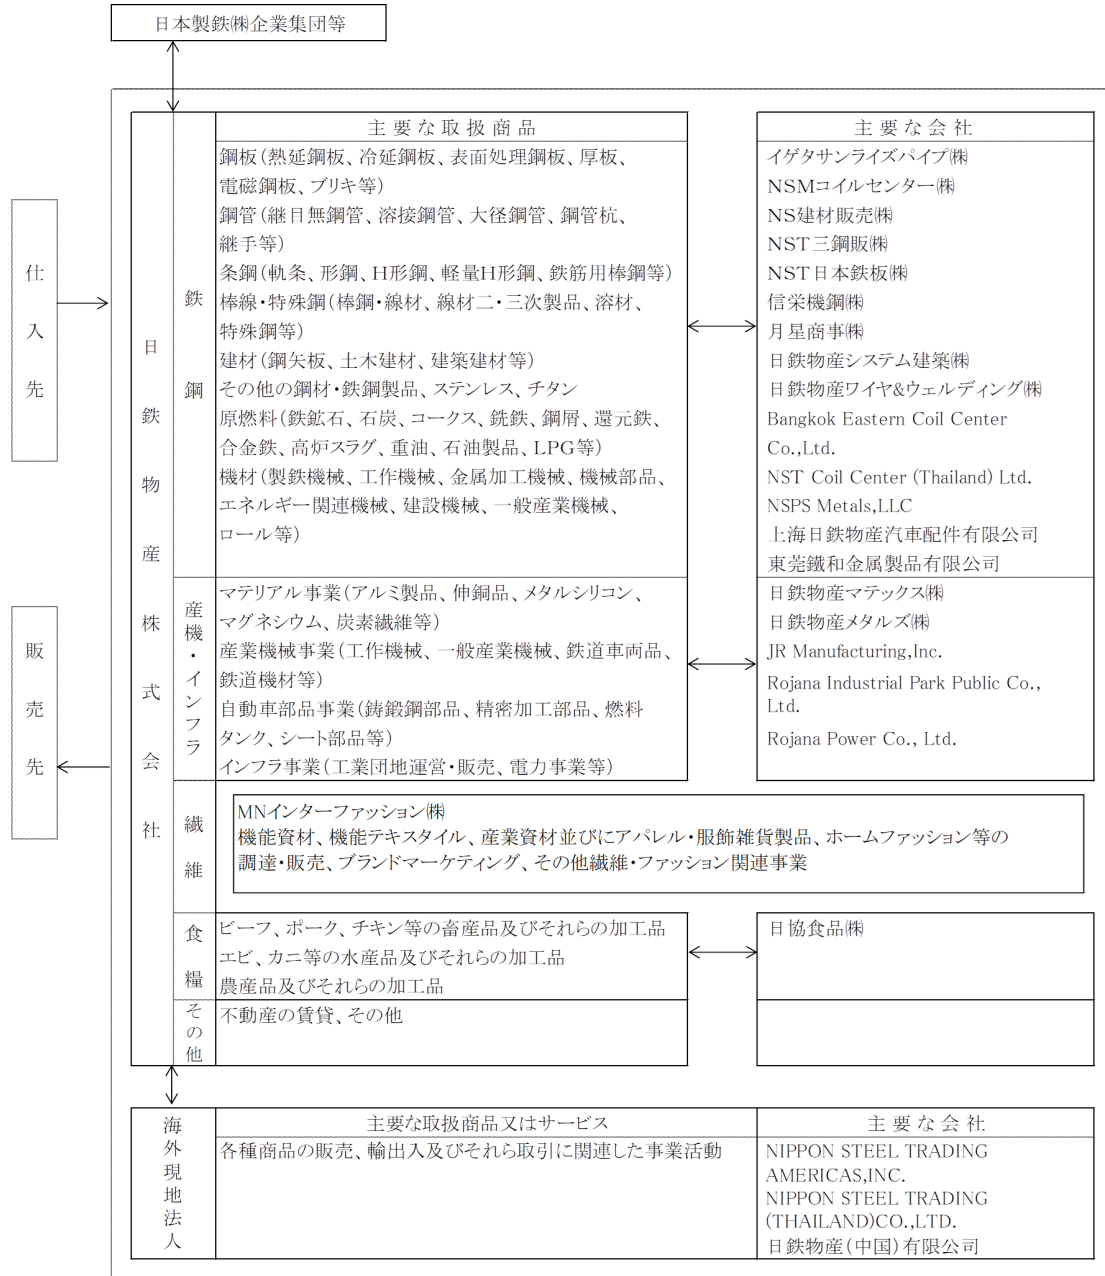 日本製鉄㈱企業集団等
仕入先
販売先
日鉄物産株式会社
鉄鋼
主要な取扱商品
鋼板(熱延鋼板、冷延鋼板、表面処理鋼板、厚板、
電磁鋼板、ブリキ等)
鋼管(継目無鋼管、溶接鋼管、大径鋼管、鋼管杭、
継手等)
条鋼(軌条、形鋼、H形鋼、軽量H形鋼、鉄筋用棒鋼等)
棒線・特殊鋼(棒鋼・線材、線材二・三次製品、溶材、
特殊鋼等)
建材(鋼矢板、土木建材、建築建材等)
その他の鋼材・鉄鋼製品、ステンレス、チタン
原燃料(鉄鉱石、石炭、コークス、銑鉄、鋼屑、還元鉄、
合金鉄、高炉スラグ、重油、石油製品、LPG等)
機材(製鉄機械、工作機械、金属加工機械、機械部品、
エネルギー関連機械、建設機械、一般産業機械、
ロール等)
主要な会社
イゲタサンライズパイプ㈱
NSMコイルセンター㈱
NS建材販売㈱
NST三鋼販㈱
NST日本鉄板㈱
信栄機鋼㈱
月星商事㈱
日鉄物産システム建築㈱
日鉄物産ワイヤ&ウェルディング㈱
Bangkok Eastern Coil Center
Co.,Ltd.
NST Coil Center (Thailand) Ltd.
NSPS Metals,LLC
上海日鉄物産汽車配件有限公司
東莞鐵和金属製品有限公司
産機・インフラ
マテリアル事業(アルミ製品、伸銅品、メタルシリコン、
マグネシウム、炭素繊維等)
産業機械事業(工作機械、一般産業機械、鉄道車両品、
鉄道機材等)
自動車部品事業(鋳鍛鋼部品、精密加工部品、燃料
タンク、シート部品等)
インフラ事業(工業団地運営・販売、電力事業等)
日鉄物産マテックス㈱
日鉄物産メタルズ㈱
JR Manufacturing,Inc.
Rojana Industrial Park Public Co.,
Ltd.
Rojana Power Co., Ltd.
繊維
MNインターファッション㈱
機能資材、機能テキスタイル、産業資材並びにアパレル・服飾雑貨製品、ホームファッション等の
調達・販売、ブランドマーケティング、その他繊維・ファッション関連事業
食糧
ビーフ、ポーク、チキン等の畜産品及びそれらの加工品
エビ、カニ等の水産品及びそれらの加工品
農産品及びそれらの加工品
日協食品㈱
その他
不動産の賃貸、その他
海外現地法人
主要な取扱商品又はサービス
各種商品の販売、輸出入及びそれら取引に関連した事業活動
主要な会社
NIPPON STEEL TRADING
AMERICAS,INC.
NIPPON STEEL TRADING
(THAILAND)CO.,LTD.
日鉄物産(中国)有限公司